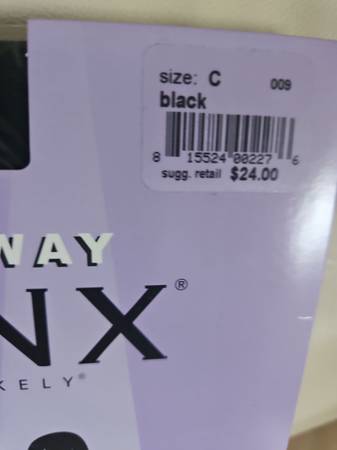 size: C 009
black
8 15524 00227 6
sugg. retail $24.00
WAY
NX®
KELY®